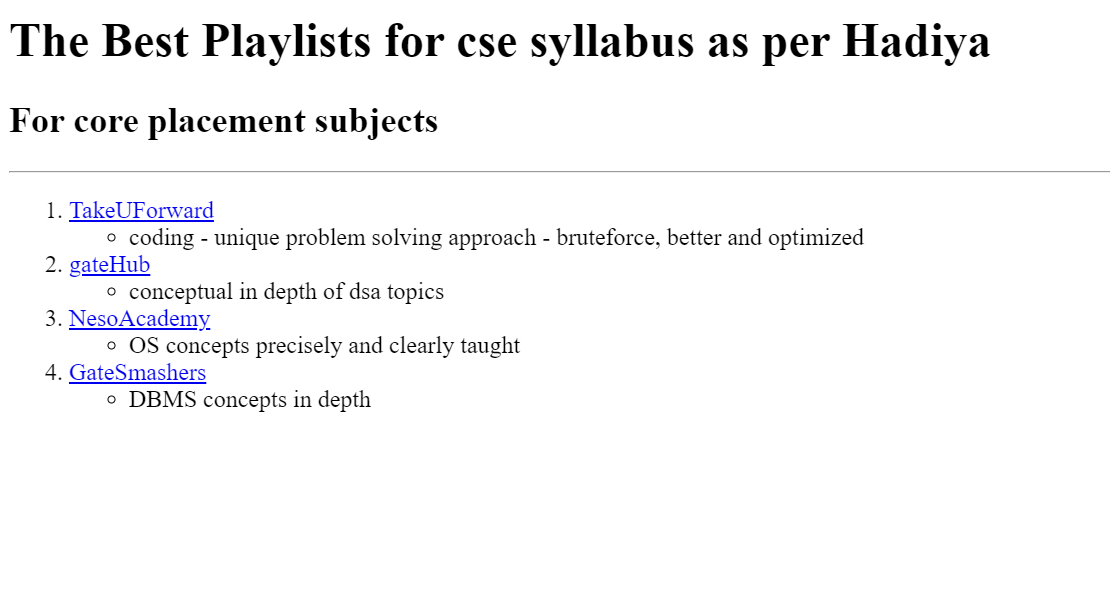 The Best Playlists for cse syllabus as per Hadiya
For core placement subjects
1. TakeUForward
coding - unique problem solving approach - bruteforce, better and optimized
2. gateHub
conceptual in depth of dsa topics
3. NesoAcademy
OS concepts precisely and clearly taught
4. GateSmashers
DBMS concepts in depth